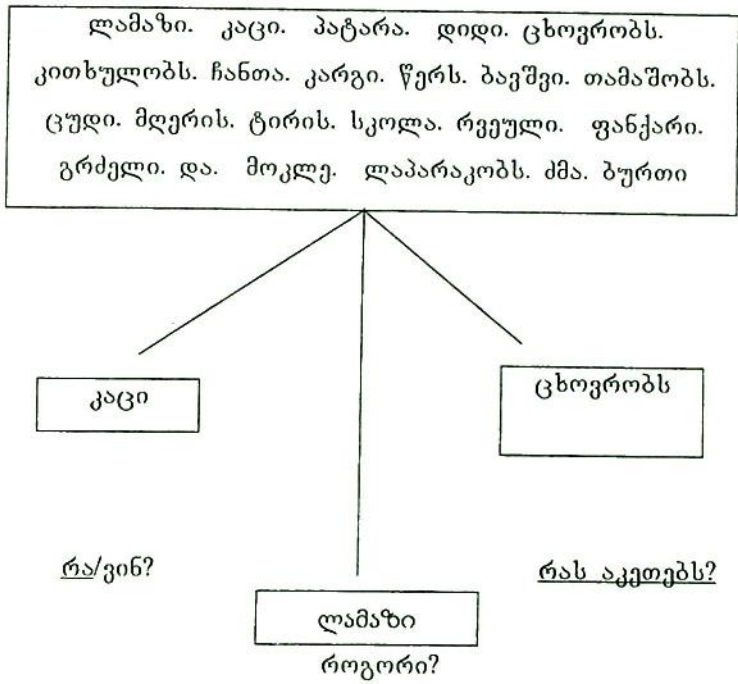 ლამაზი. კაცი. პატარა. დიდი. ცხოვრობს.
კითხულობს. ჩანთა. კარგი. წერს. ბავშვი. თამაშობს.
ცუდი. მღერის. ტირის. სკოლა. რვეული. ფანქარი.
გრძელი. და. მოკლე. ლაპარაკობს. ძმა. ბურთი
კაცი
ცხოვრობს
რა/ვინ?
რას აკეთებს?
ლამაზი
როგორი?